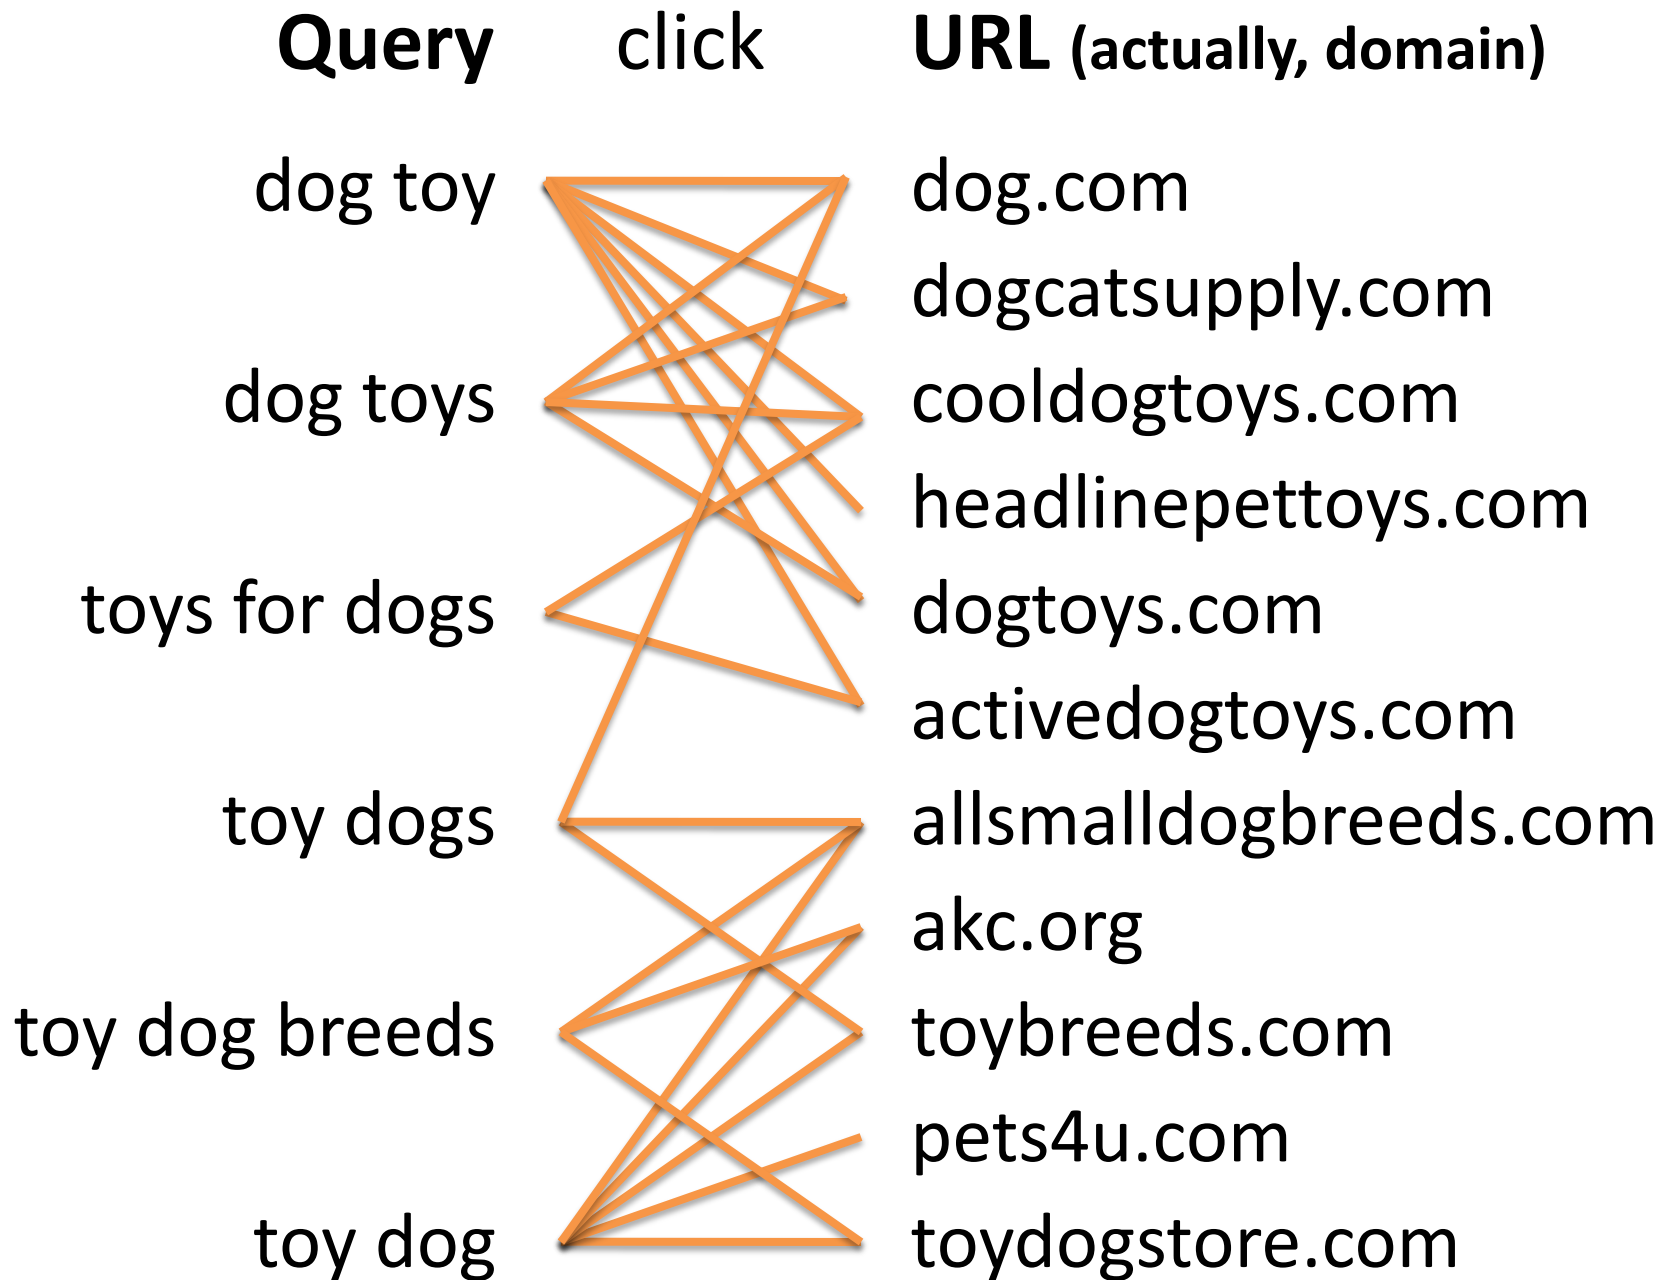 Query click URL (actually, domain)
dog toy dog.com
dogcatsupply.com
dog toys cooldogtoys.com
headlinepettoys.com
toys for dogs dogtoys.com
activedogtoys.com
toy dogs allsmalldogbreeds.com
akc.org
toy dog breeds toybreeds.com
pets4u.com
toy dog toydogstore.com